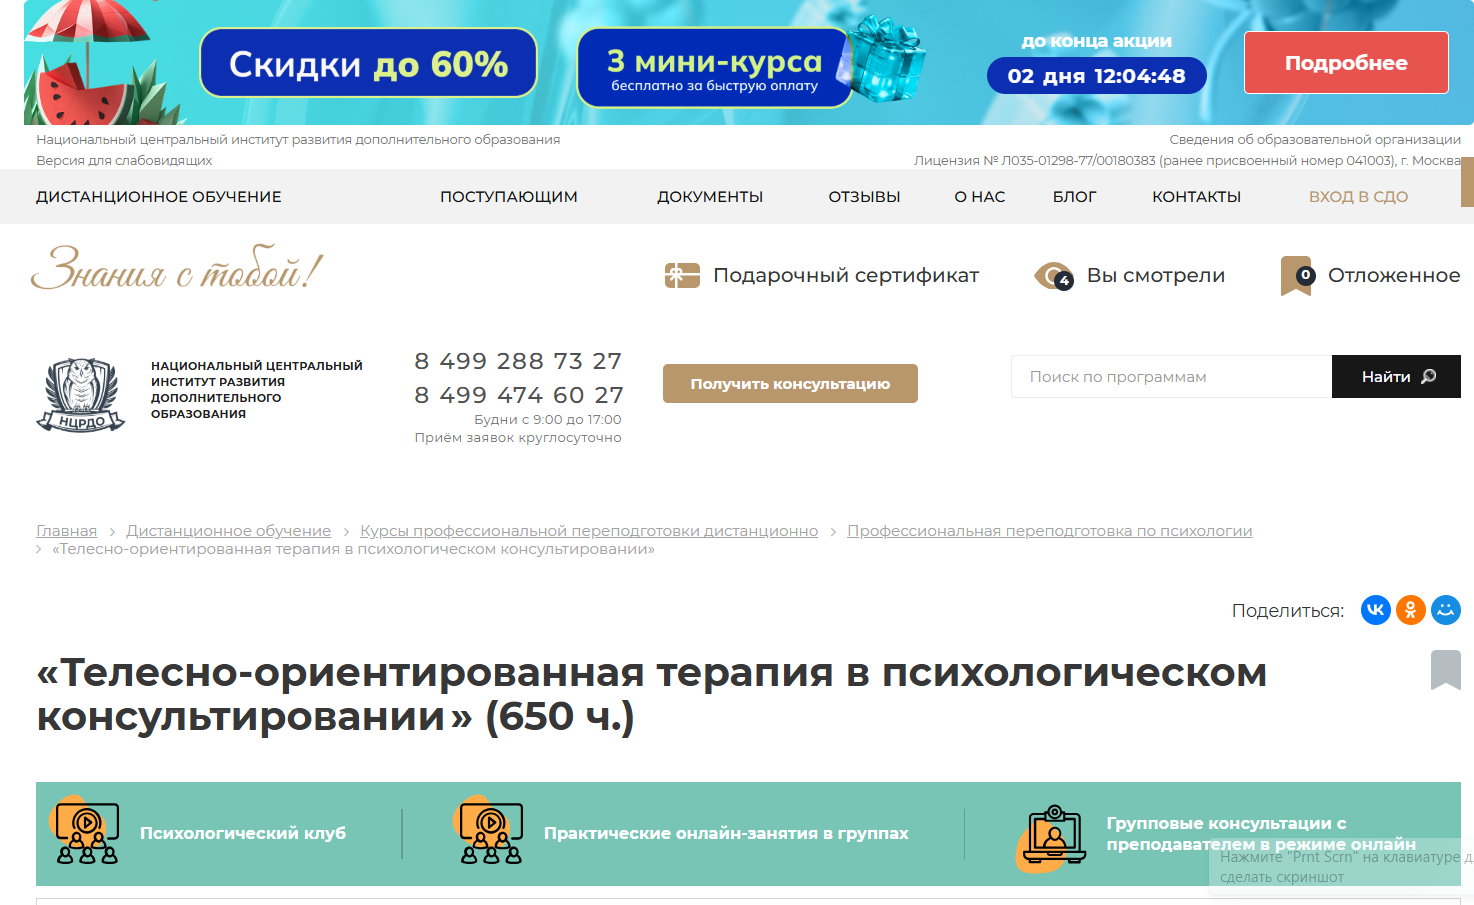 Скидки до 60%
3 мини-курса
бесплатно за быструю оплату
до конца акции
02 дня 12:04:48
Подробнее
Национальный центральный институт развития дополнительного образования
Сведения об образовательной организации
Версия для слабовидящих
Лицензия № Л035-01298-77/00180383 (ранее присвоенный номер 041003), г. Москва
ДИСТАНЦИОННОЕ ОБУЧЕНИЕ
ПОСТУПАЮЩИМ
ДОКУМЕНТЫ
ОТЗЫВЫ
О НАС
БЛОГ
КОНТАКТЫ
ВХОД В СДО
Знания с тобой!
Подарочный сертификат
4
Вы смотрели
0
Отложенное
НЦРДО
НАЦИОНАЛЬНЫЙ ЦЕНТРАЛЬНЫЙ
ИНСТИТУТ РАЗВИТИЯ
ДОПОЛНИТЕЛЬНОГО
ОБРАЗОВАНИЯ
8 499 288 73 27
8 499 474 60 27
Будни с 9:00 до 17:00
Приём заявок круглосуточно
Получить консультацию
Поиск по программам
Найти
Главная > Дистанционное обучение > Курсы профессиональной переподготовки дистанционно > Профессиональная переподготовка по психологии
> «Телесно-ориентированная терапия в психологическом консультировании»
Поделиться:
«Телесно-ориентированная терапия в психологическом
консультировании» (650 ч.)
Психологический клуб
Практические онлайн-занятия в группах
Групповые консультации с
преподавателем в режиме онлайн
Нажмите "Prnt Scrn" на клавиатуре д
сделать скриншот